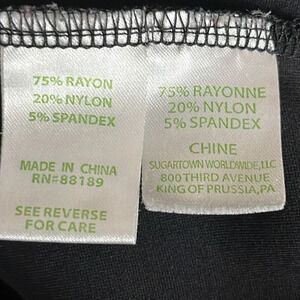 75% RAYON
20% NYLON
5% SPANDEX
MADE IN CHINA
RN#88189
SEE REVERSE
FOR CARE
75% RAYONNE
20% NYLON
5% SPANDEX
CHINE
SUGARTOWN WORLDWIDE, LLC
800 THIRD AVENUE
KING OF PRUSSIA, PA